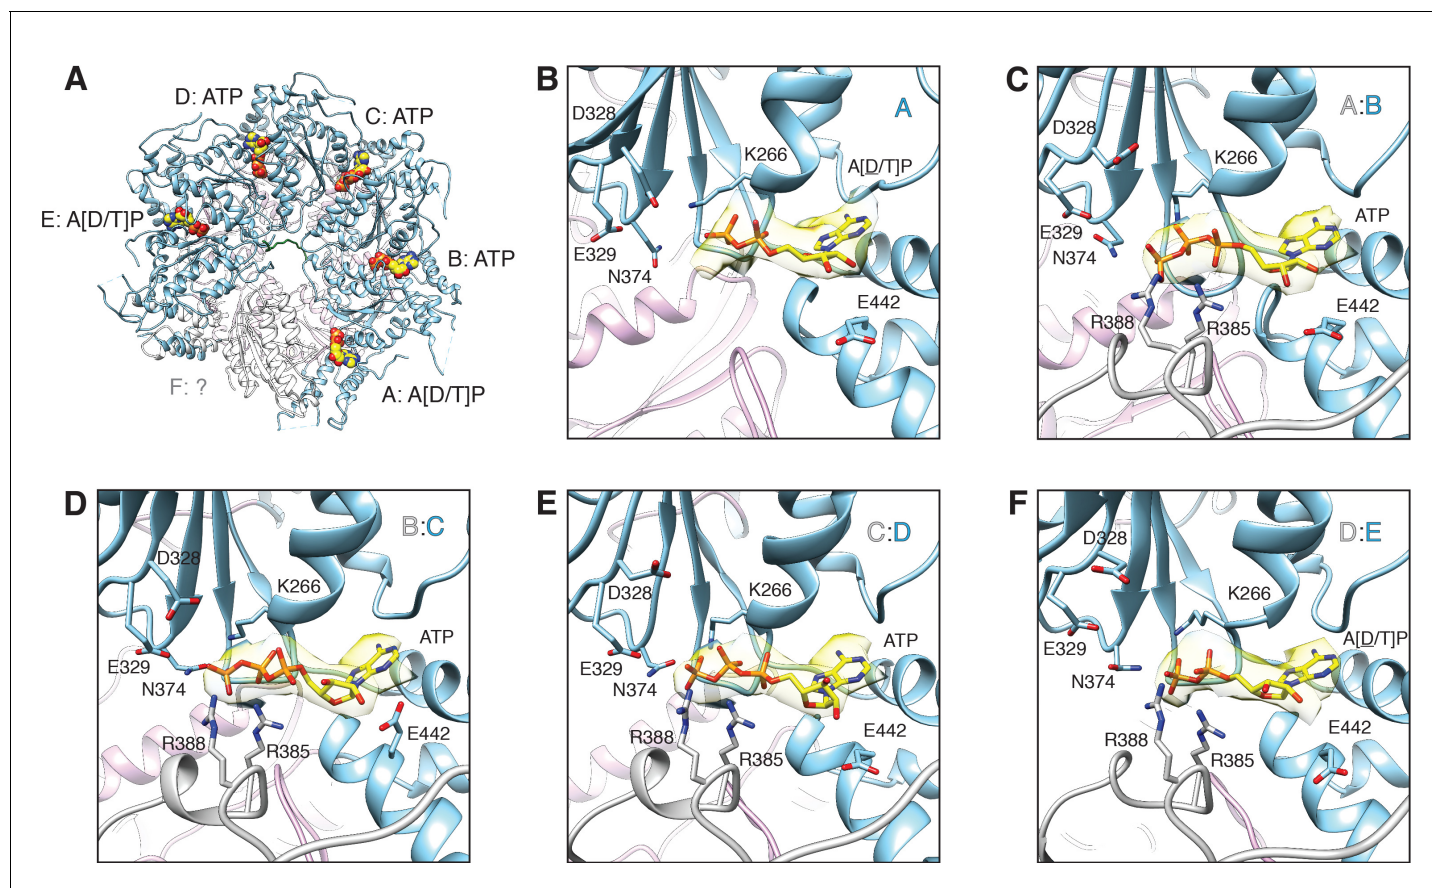 A
D: ATP
C: ATP
E: A[D/T]P
B: ATP
F: ?
A: A[D/T]P
B
A
D328
K266
A[D/T]P
E329
N374
E442
C
A:B
D328
K266
ATP
E329
N374
E442
R388
R385
D
B:C
D328
K266
ATP
E329
N374
E442
R388
R385
E
C:D
D328
K266
ATP
E329
N374
E442
R388
R385
F
D:E
D328
K266
A[D/T]P
E329
N374
E442
R388
R385